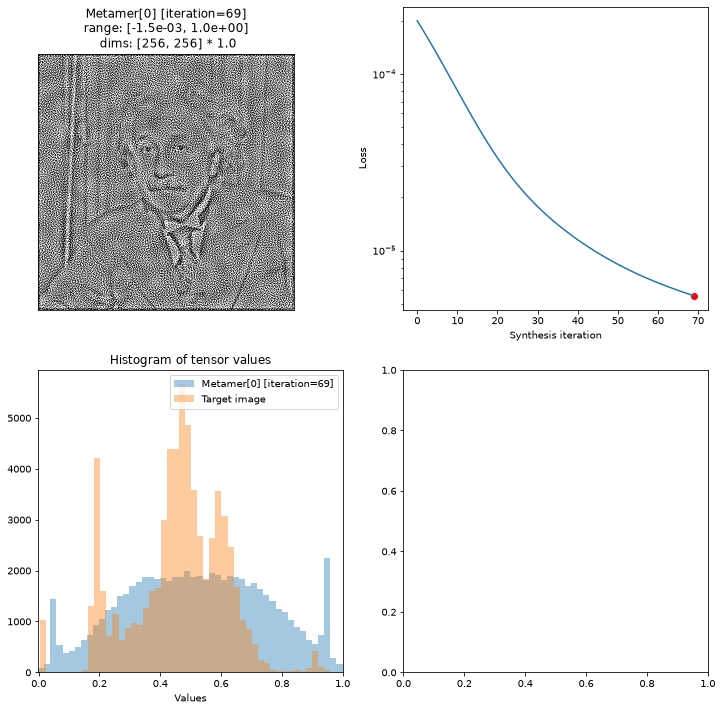 Metamer[0] [iteration=69]
range: [-1.5e-03, 1.0e+00]
dims: [256, 256] * 1.0
10⁻⁴
10⁻⁵
Loss
0 10 20 30 40 50 60 70
Synthesis iteration
Histogram of tensor values
Metamer[0] [iteration=69]
Target image
5000
4000
3000
2000
1000
0
0.0 0.2 0.4 0.6 0.8 1.0
Values
1.0
0.8
0.6
0.4
0.2
0.0
0.0 0.2 0.4 0.6 0.8 1.0